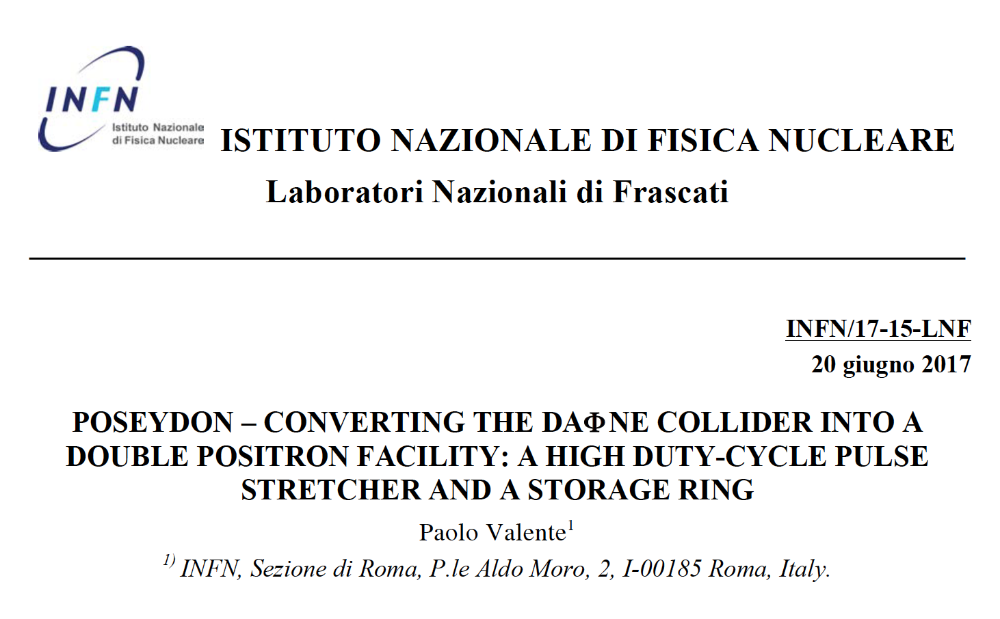 INFN
Istituto Nazionale
di Fisica Nucleare
ISTITUTO NAZIONALE DI FISICA NUCLEARE
Laboratori Nazionali di Frascati
INFN/17-15-LNF
20 giugno 2017
POSEYDON – CONVERTING THE DAΦNE COLLIDER INTO A
DOUBLE POSITRON FACILITY: A HIGH DUTY-CYCLE PULSE
STRETCHER AND A STORAGE RING
Paolo Valente¹
¹⁾ INFN, Sezione di Roma, P.le Aldo Moro, 2, I-00185 Roma, Italy.